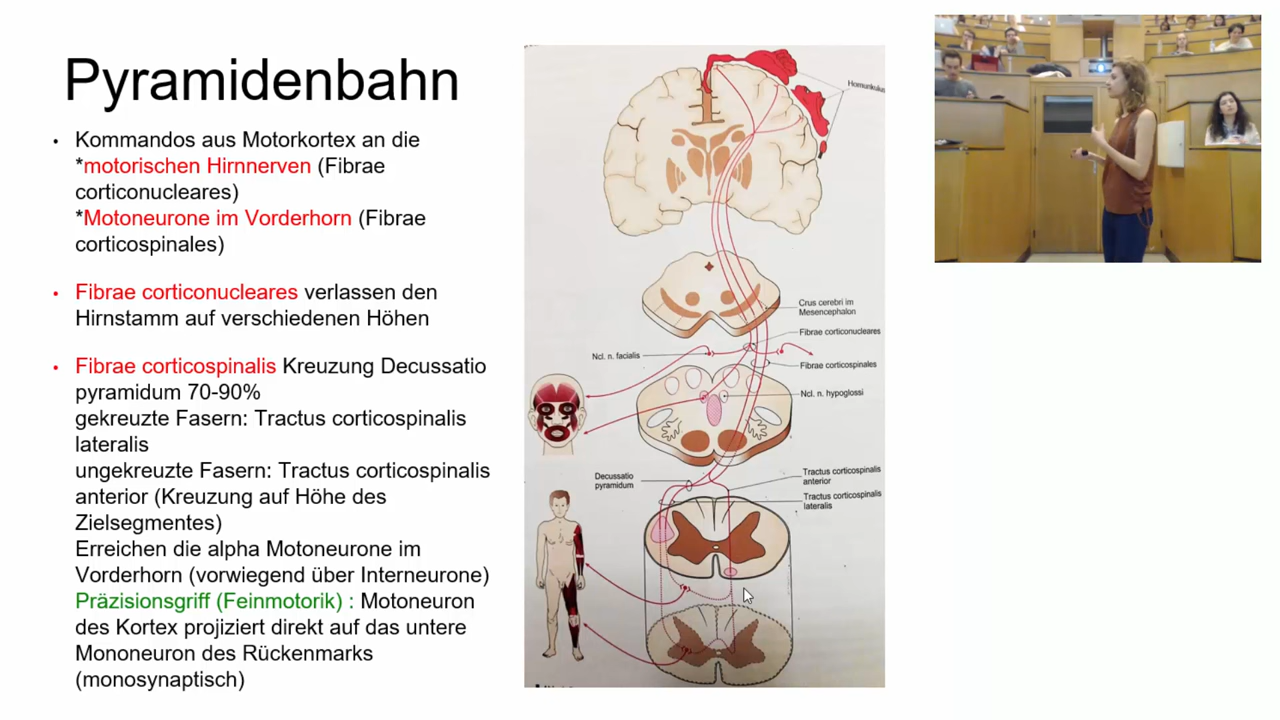 Pyramidenbahn
• Kommandos aus Motorkortex an die
*motorischen Hirnnerven (Fibrae
corticonucleares)
*Motoneurone im Vorderhorn (Fibrae
corticospinales)
• Fibrae corticonucleares verlassen den
Hirnstamm auf verschiedenen Höhen
• Fibrae corticospinalis Kreuzung Decussatio
pyramidum 70-90%
gekreuzte Fasern: Tractus corticospinalis
lateralis
ungekreuzte Fasern: Tractus corticospinalis
anterior (Kreuzung auf Höhe des
Zielsegmentes)
Erreichen die alpha Motoneurone im
Vorderhorn (vorwiegend über Interneurone)
Präzisionsgriff (Feinmotorik) : Motoneuron
des Kortex projiziert direkt auf das untere
Mononeuron des Rückenmarks
(monosynaptisch)
Homunkulus
Crus cerebri im
Mesencephalon
Fibrae corticonucleares
Ncl. n. facialis
Fibrae corticospinales
Ncl. n. hypoglossi
Decussatio
pyramidum
Tractus corticospinalis
anterior
Tractus corticospinalis
lateralis